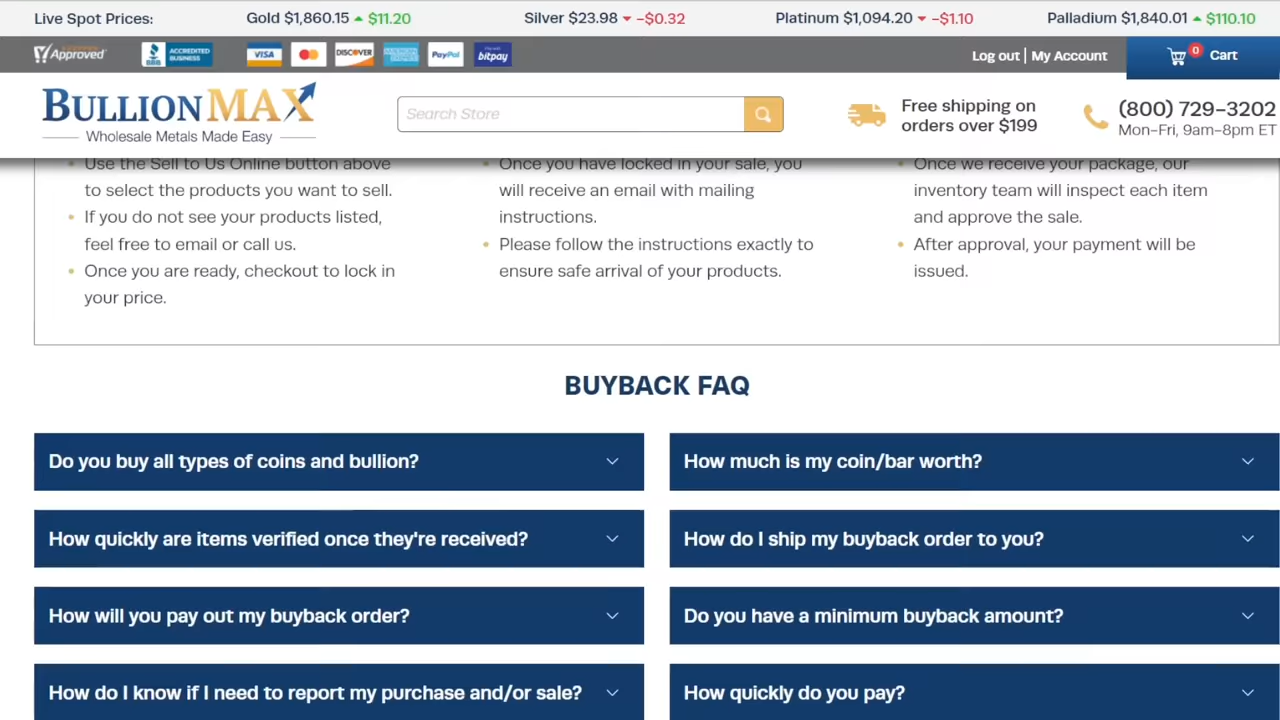 Live Spot Prices: Gold $1,860.15 $11.20 Silver $23.98 -$0.32 Platinum $1,094.20 -$1.10 Palladium $1,840.01 $110.10
Approved BBB ACCREDITED BUSINESS VISA DISCOVER AMERICAN EXPRESS PayPal bitpay Log out | My Account 0 Cart
BULLIONMAX
Wholesale Metals Made Easy
Search Store
Free shipping on
orders over $199
(800) 729-3202
Mon-Fri, 9am-8pm ET
Use the Sell to Us Online button above
to select the products you want to sell.
If you do not see your products listed,
feel free to email or call us.
Once you are ready, checkout to lock in
your price.
Once you have locked in your sale, you
will receive an email with mailing
instructions.
Please follow the instructions exactly to
ensure safe arrival of your products.
Once we receive your package, our
inventory team will inspect each item
and approve the sale.
After approval, your payment will be
issued.
BUYBACK FAQ
Do you buy all types of coins and bullion?
How much is my coin/bar worth?
How quickly are items verified once they're received?
How do I ship my buyback order to you?
How will you pay out my buyback order?
Do you have a minimum buyback amount?
How do I know if I need to report my purchase and/or sale?
How quickly do you pay?